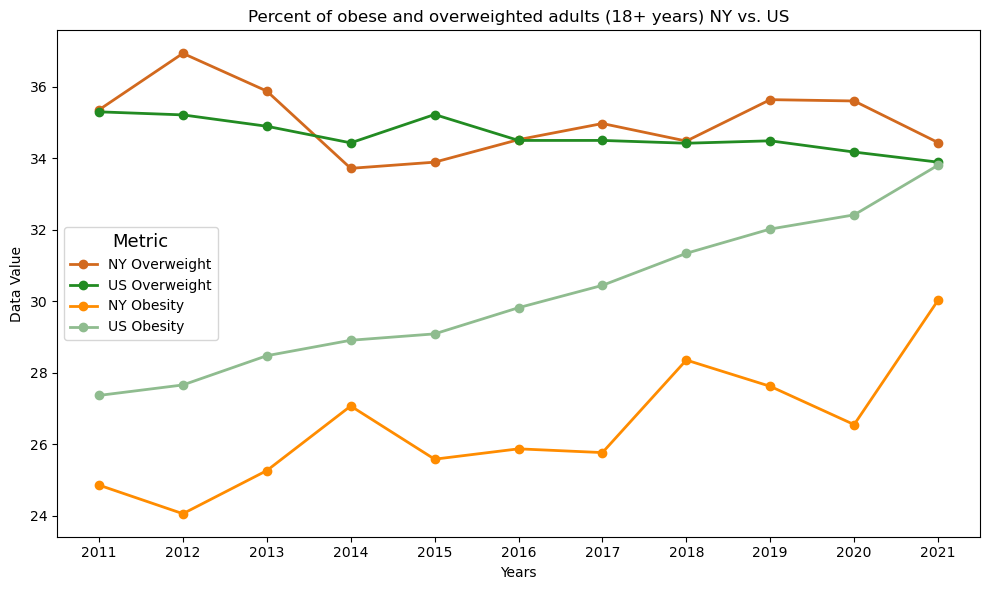 Percent of obese and overweighted adults (18+ years) NY vs. US
Data Value
36
34
32
30
28
26
24
Metric
NY Overweight
US Overweight
NY Obesity
US Obesity
2011 2012 2013 2014 2015 2016 2017 2018 2019 2020 2021
Years